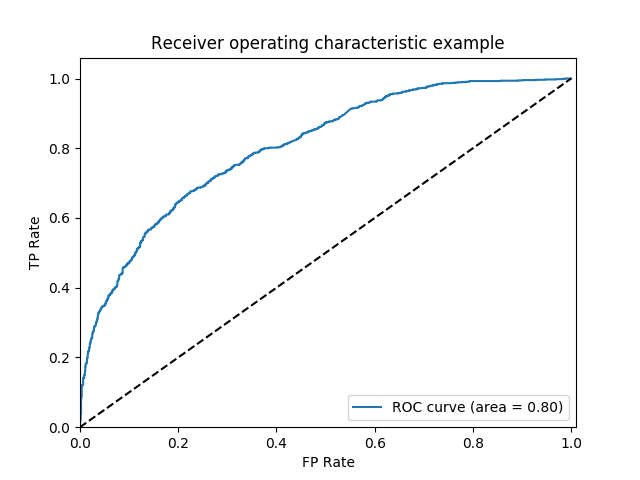 Receiver operating characteristic example
TP Rate
1.0
0.8
0.6
0.4
0.2
0.0
0.0 0.2 0.4 0.6 0.8 1.0
FP Rate
ROC curve (area = 0.80)